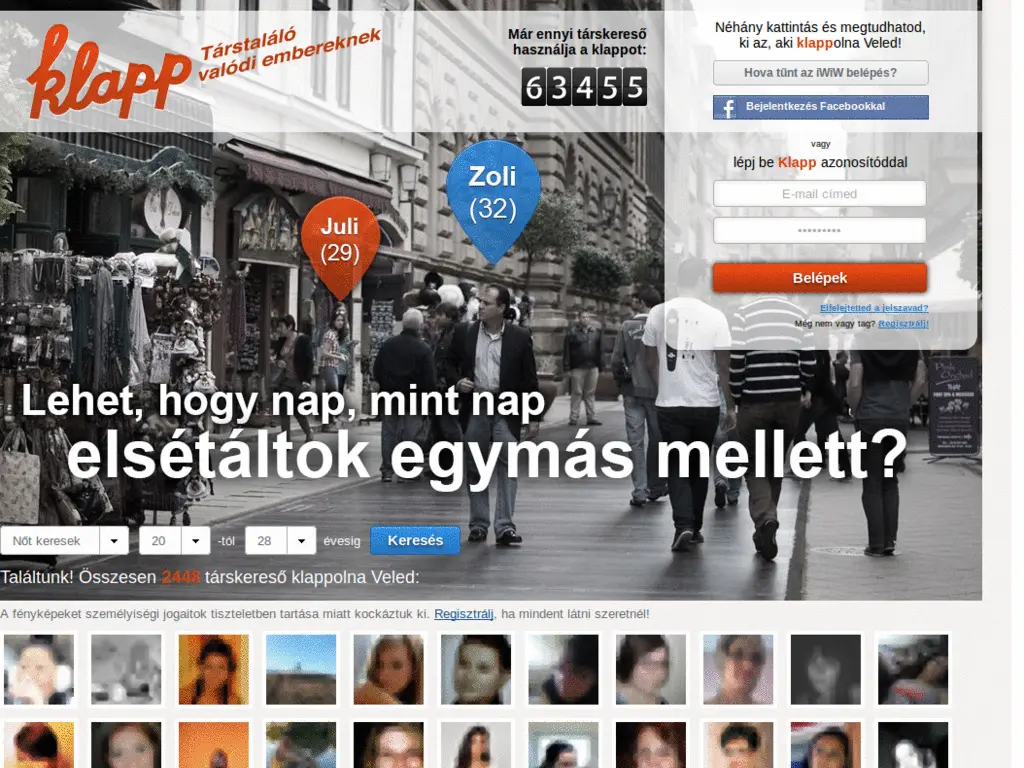 klapp
Társtaláló
valódi embereknek
Már ennyi társkereső
használja a klappot:
63455
Néhány kattintás és megtudhatod,
ki az, aki klappolna Veled!
Hova tűnt az iWiW belépés?
Bejelentkezés Facebookkal
vagy
lépj be Klapp azonosítóddal
E-mail címed
•••••••••
Belépek
Elfelejtetted a jelszavad?
Még nem vagy tag? Regisztrálj!
Zoli
(32)
Juli
(29)
Lehet, hogy nap, mint nap
elsétáltok egymás mellett?
Nőt keresek 20 -tól 28 évesig Keresés
Találtunk! Összesen 2448 társkereső klappolna Veled:
A fényképeket személyiségi jogaitok tiszteletben tartása miatt kockáztuk ki. Regisztrálj, ha mindent látni szeretnél!